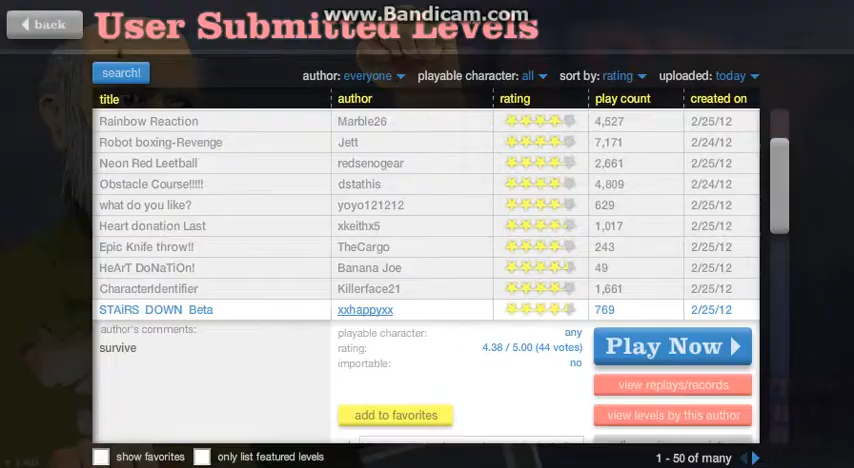 www.Bandicam.com
back
User Submitted Levels
search!
author: everyone playable character: all sort by: rating uploaded: today
title author rating play count created on
Rainbow Reaction Marble26 4,527 2/25/12
Robot boxing-Revenge Jett 7,171 2/24/12
Neon Red Leetball redsenogear 2,661 2/25/12
Obstacle Course!!!!! dstathis 4,809 2/24/12
what do you like? yoyo121212 629 2/25/12
Heart donation Last xkeithx5 1,017 2/25/12
Epic Knife throw!! TheCargo 243 2/25/12
HeArT DoNaTiOn! Banana Joe 49 2/25/12
CharacterIdentifier Killerface21 1,661 2/25/12
STAiRS DOWN Beta xxhappyxx 769 2/25/12
author's comments:
survive
playable character: any
rating: 4.38 / 5.00 (44 votes)
importable: no
Play Now
view replays/records
add to favorites
view levels by this author
show favorites only list featured levels
1 - 50 of many